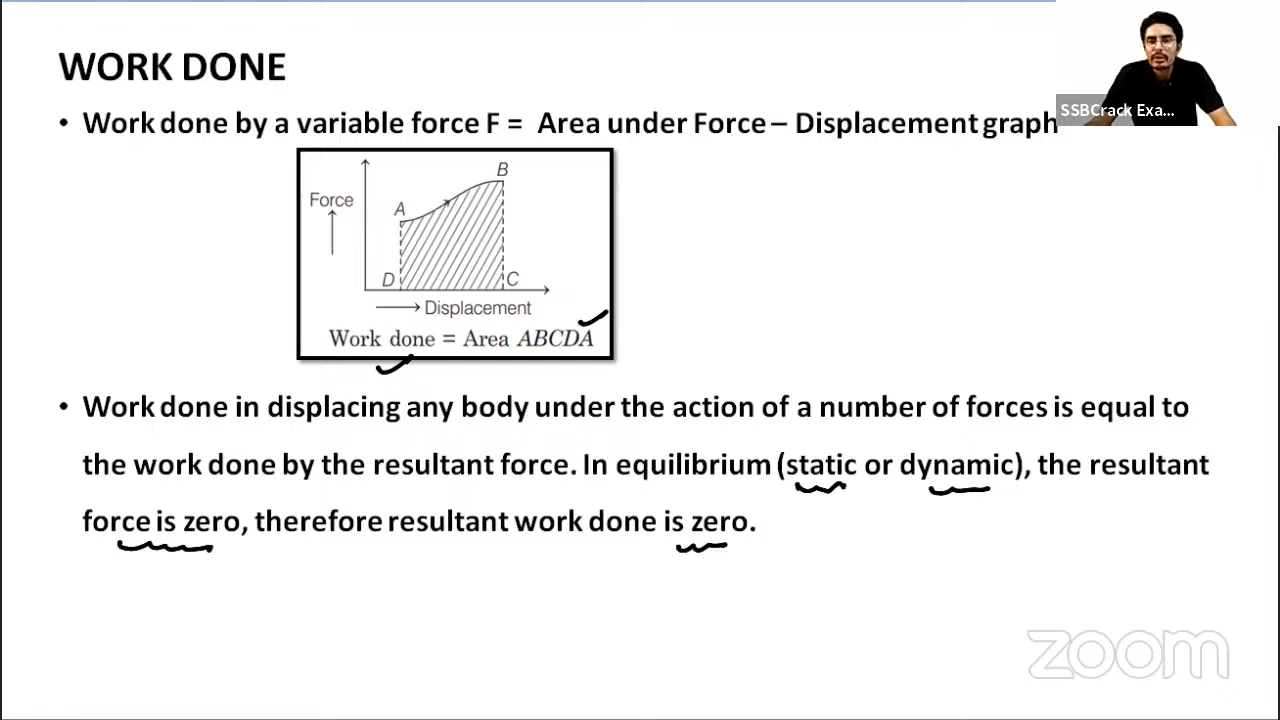 WORK DONE
SSBCrack Exa...
• Work done by a variable force F = Area under Force – Displacement graph
B
Force
A
D
C
Displacement
Work done = Area ABCDA
• Work done in displacing any body under the action of a number of forces is equal to
the work done by the resultant force. In equilibrium (static or dynamic), the resultant
force is zero, therefore resultant work done is zero.
zoom